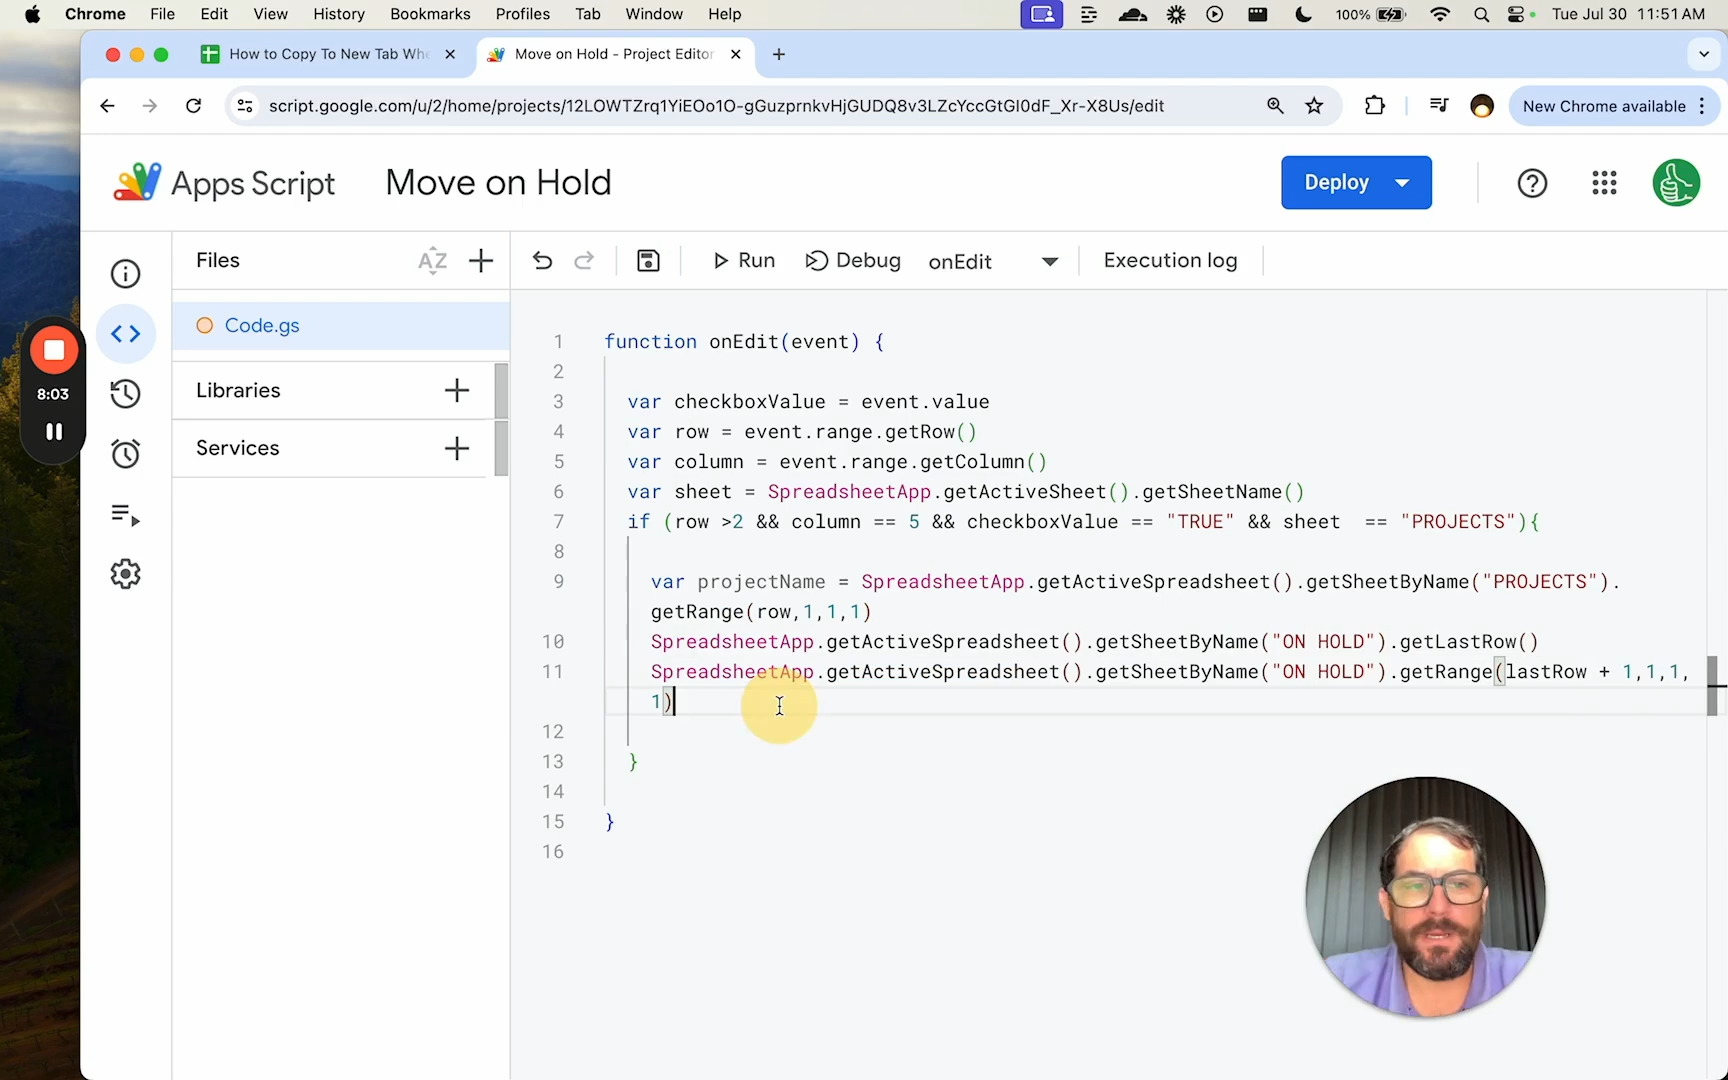 Chrome File Edit View History Bookmarks Profiles Tab Window Help 100% Tue Jul 30 11:51 AM
How to Copy To New Tab Whe Move on Hold - Project Editor
script.google.com/u/2/home/projects/12LOWTZrq1YiEOo1O-gGuzprnkvHjGUDQ8v3LZcYccGtGI0dF_Xr-X8Us/edit New Chrome available
Apps Script Move on Hold Deploy
Files AZ Run Debug onEdit Execution log
Code.gs
Libraries
Services
8:03
1 function onEdit(event) {
2
3 var checkboxValue = event.value
4 var row = event.range.getRow()
5 var column = event.range.getColumn()
6 var sheet = SpreadsheetApp.getActiveSheet().getSheetName()
7 if (row >2 && column == 5 && checkboxValue == "TRUE" && sheet  == "PROJECTS"){
8
9 var projectName = SpreadsheetApp.getActiveSpreadsheet().getSheetByName("PROJECTS").
getRange(row,1,1,1)
10 SpreadsheetApp.getActiveSpreadsheet().getSheetByName("ON HOLD").getLastRow()
11 SpreadsheetApp.getActiveSpreadsheet().getSheetByName("ON HOLD").getRange(lastRow + 1,1,1,
1)
12
13 }
14
15 }
16